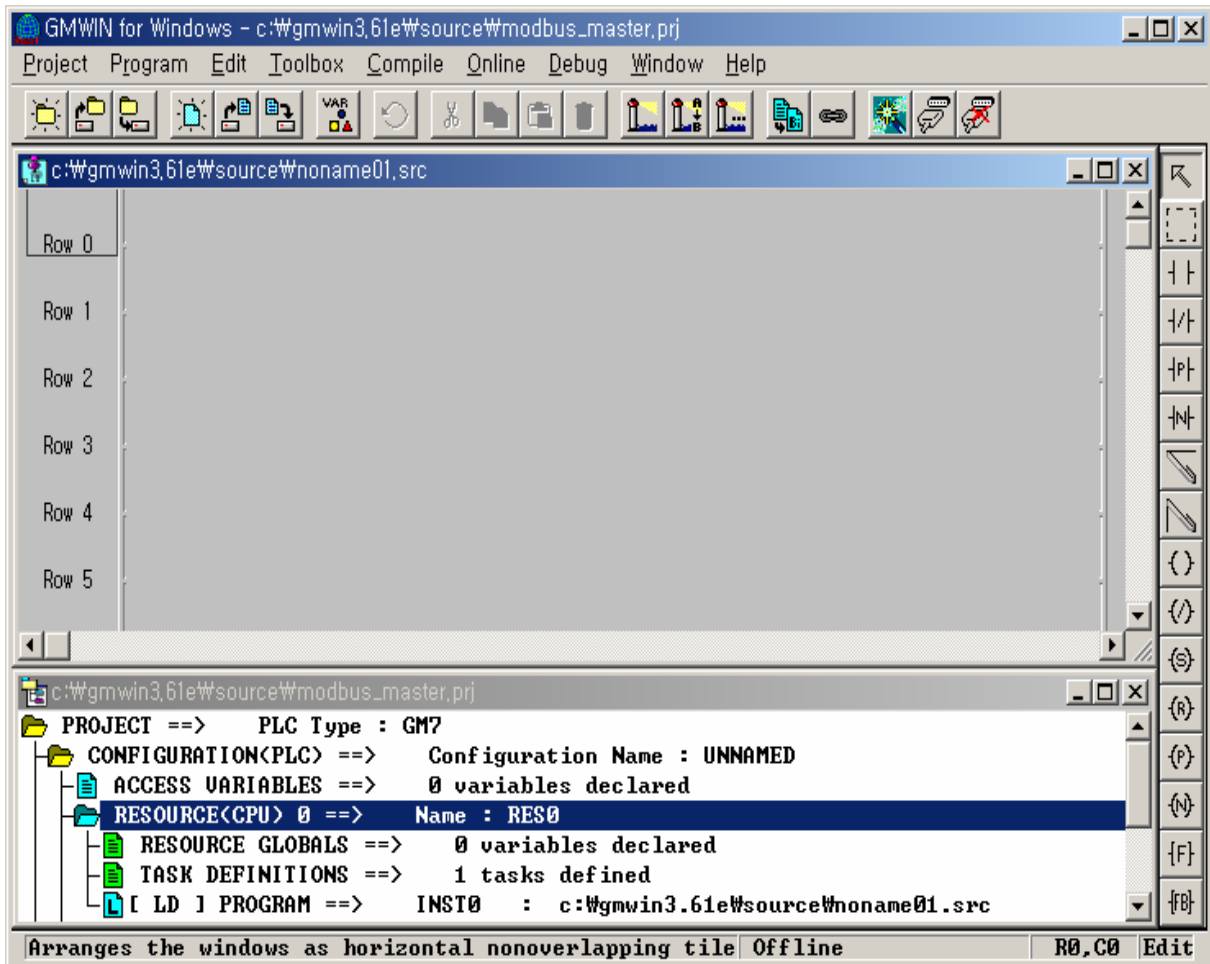 GMWIN for Windows - c:₩gmwin3,61e₩source₩modbus_master,prj
Project Program Edit Toolbox Compile Online Debug Window Help
VAR
A
B
c:₩gmwin3,61e₩source₩noname01,src
Row 0
Row 1
Row 2
Row 3
Row 4
Row 5
P
N
(S)
(R)
(P)
(N)
{F}
{FB}
c:₩gmwin3,61e₩source₩modbus_master,prj
PROJECT ==> PLC Type : GM7
CONFIGURATION(PLC) ==> Configuration Name : UNNAMED
ACCESS VARIABLES ==> 0 variables declared
RESOURCE(CPU) 0 ==> Name : RES0
RESOURCE GLOBALS ==> 0 variables declared
TASK DEFINITIONS ==> 1 tasks defined
L [ LD ] PROGRAM ==> INST0 : c:₩gmwin3.61e₩source₩noname01.src
Arranges the windows as horizontal nonoverlapping tile Offline R0,C0 Edit